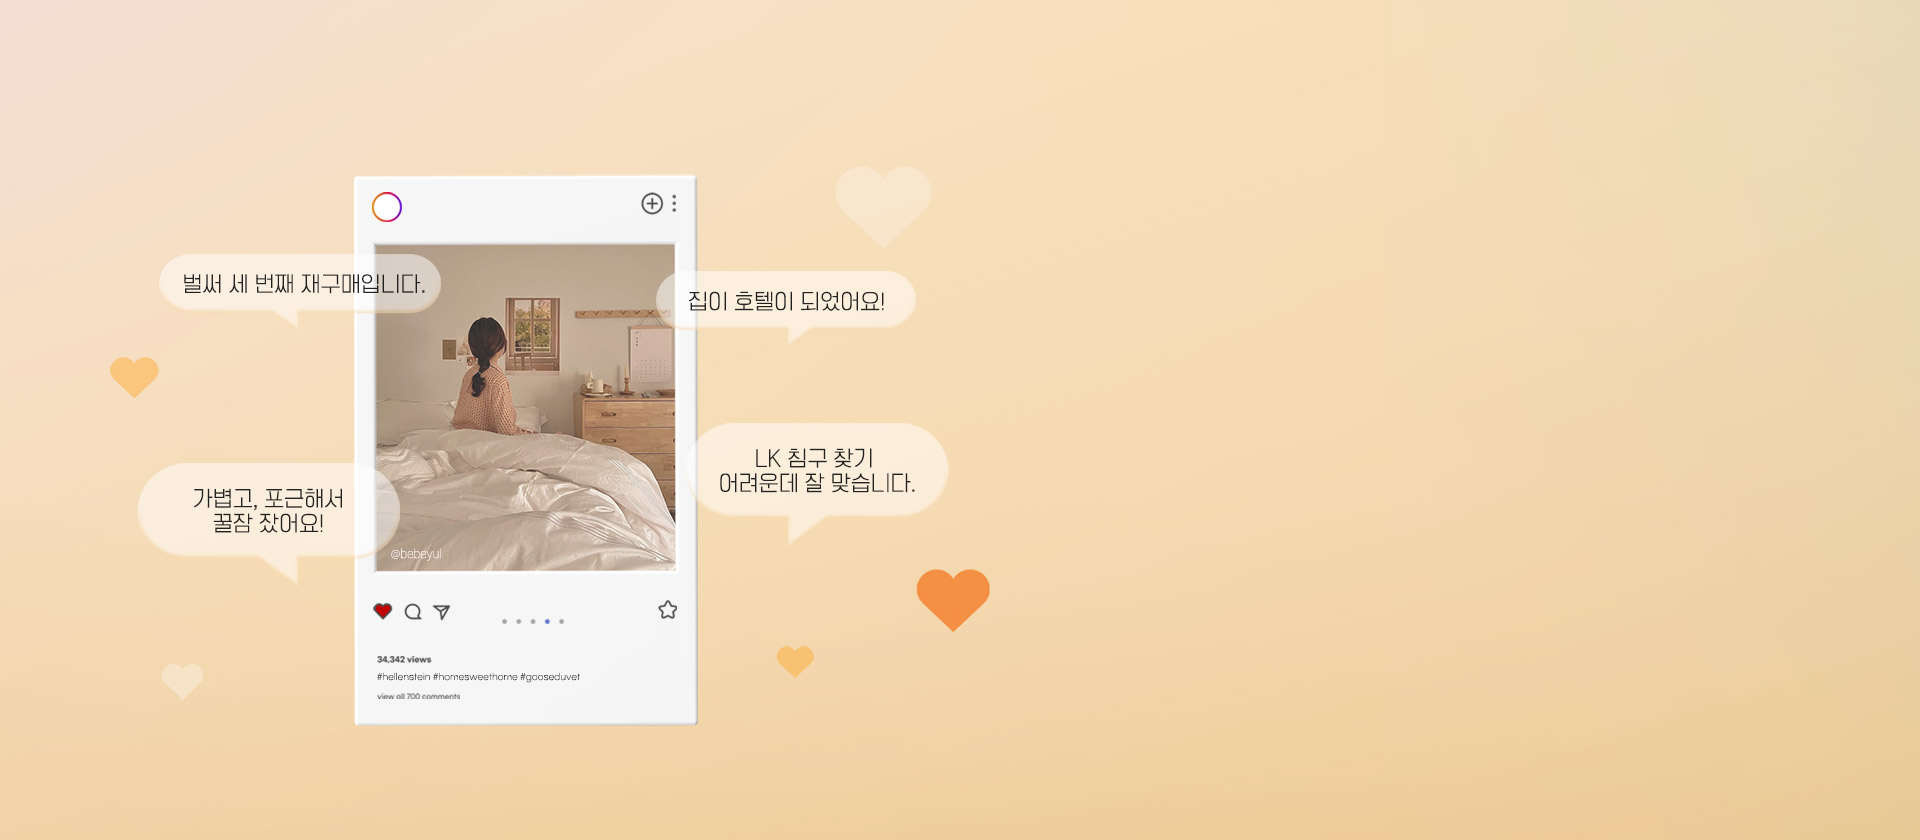 벌써 세 번째 재구매입니다.
집이 호텔이 되었어요!
LK 침구 찾기
어려운데 잘 맞습니다.
가볍고, 포근해서
꿀잠 잤어요!
@bebeyul
34,342 views
#hellenstein #homesweethome #gooseduvet
view all 700 comments